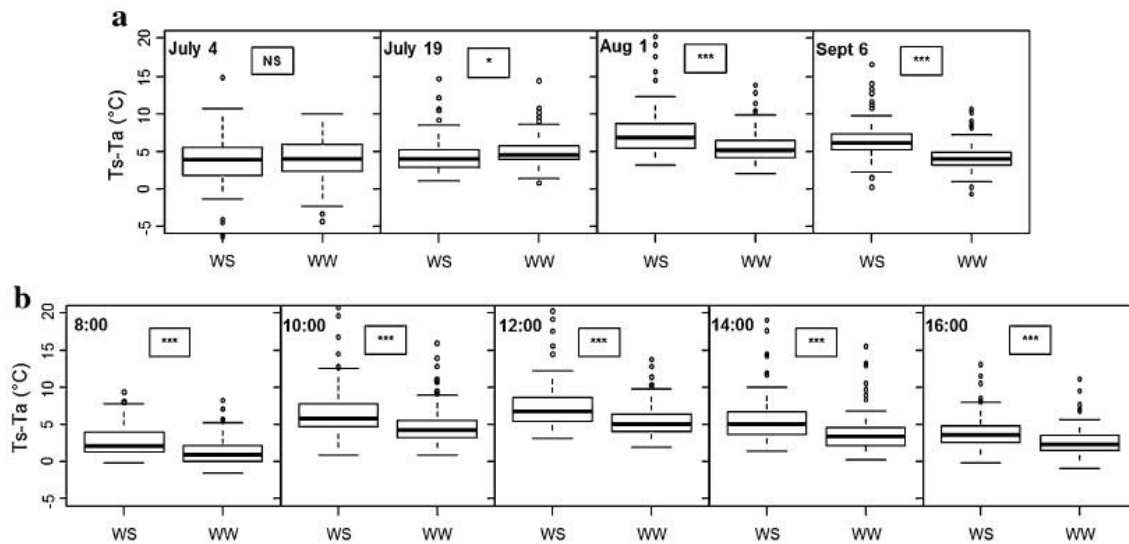 a
July 4
NS
July 19
*
Aug 1
***
Sept 6
***
Ts-Ta (°C)
20
15
10
5
0
-5
WS WW WS WW WS WW WS WW
b
8:00
***
10:00
***
12:00
***
14:00
***
16:00
***
Ts-Ta (°C)
20
15
10
5
0
-5
WS WW WS WW WS WW WS WW WS WW